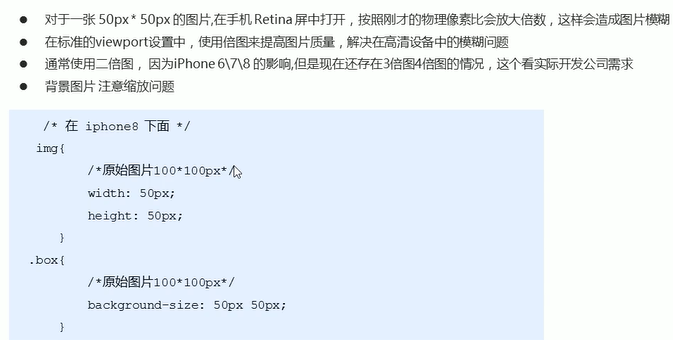 ● 对于一张 50px * 50px 的图片,在手机 Retina 屏中打开，按照刚才的物理像素比会放大倍数，这样会造成图片模糊
● 在标准的viewport设置中，使用倍图来提高图片质量，解决在高清设备中的模糊问题
● 通常使用二倍图， 因为iPhone 6\7\8 的影响,但是现在还存在3倍图4倍图的情况，这个看实际开发公司需求
● 背景图片 注意缩放问题
/* 在 iphone8 下面 */
img{
/*原始图片100*100px*/
width: 50px;
height: 50px;
}
.box{
/*原始图片100*100px*/
background-size: 50px 50px;
}